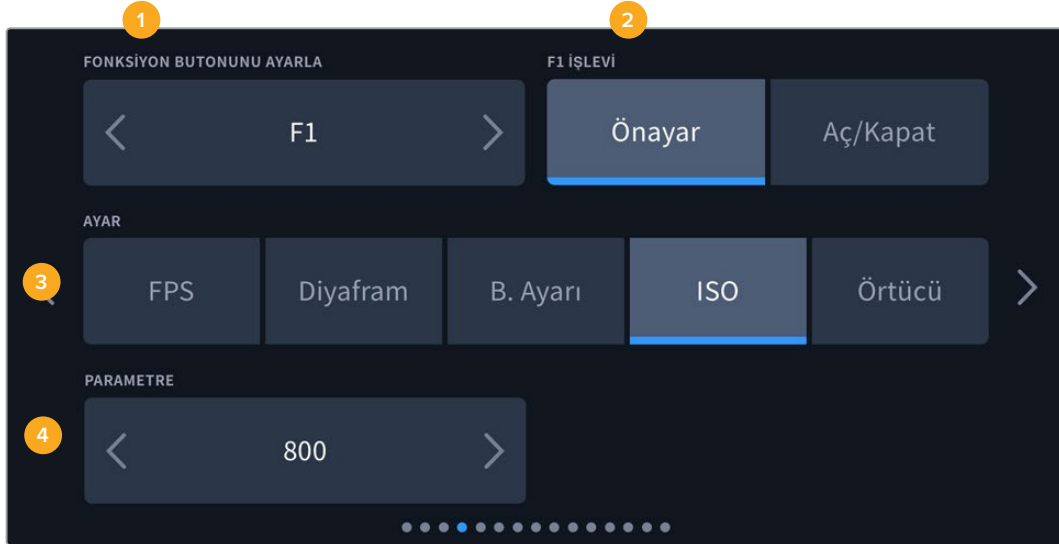 1 2
FONKSİYON BUTONUNU AYARLA F1 İŞLEVİ
F1 Önayar Aç/Kapat
AYAR
3 FPS Diyafram B. Ayarı ISO Örtücü
PARAMETRE
4 800